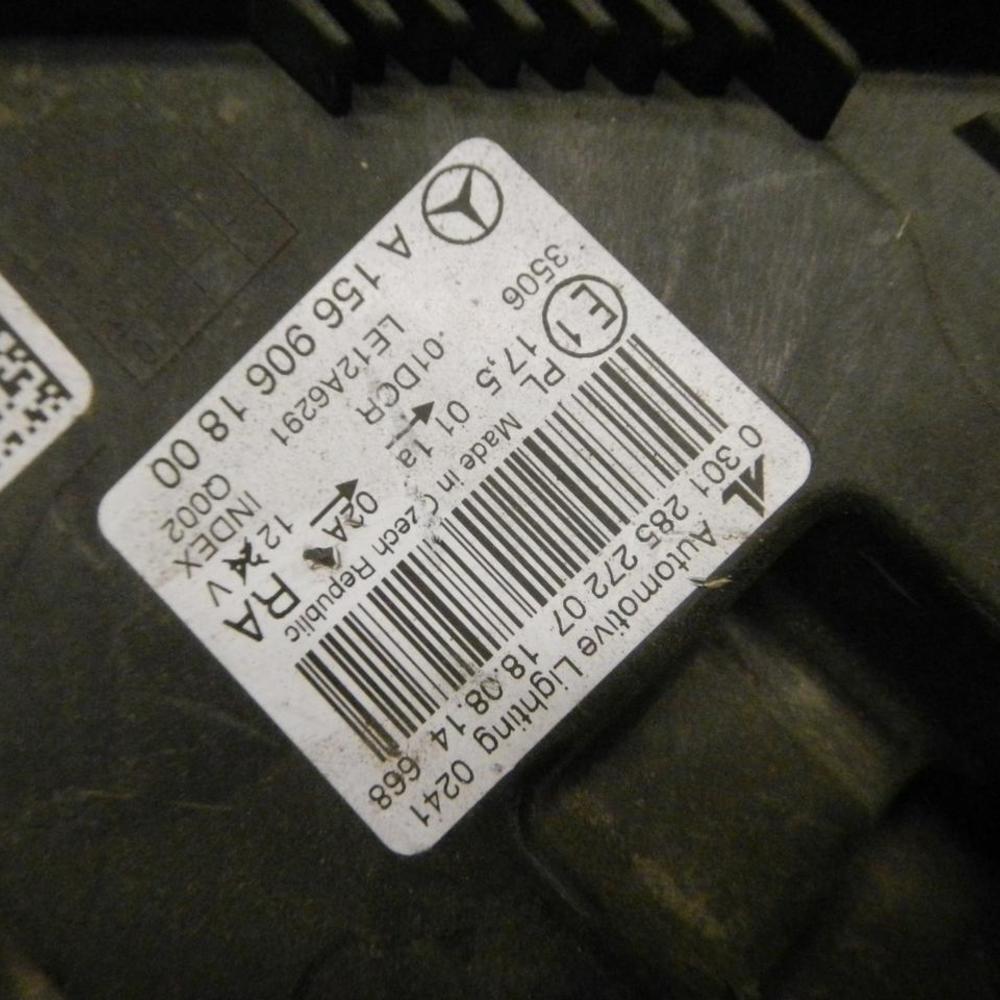 A 156 906 18 00
LE12A6291 INDEX
.01DCR Q002
12 V
RA
02A
01 1a
3506
E1
PL
17,5
Made in Czech Republic
0 301 285 272 07 18.08.14 668
AL Automotive Lighting 0241